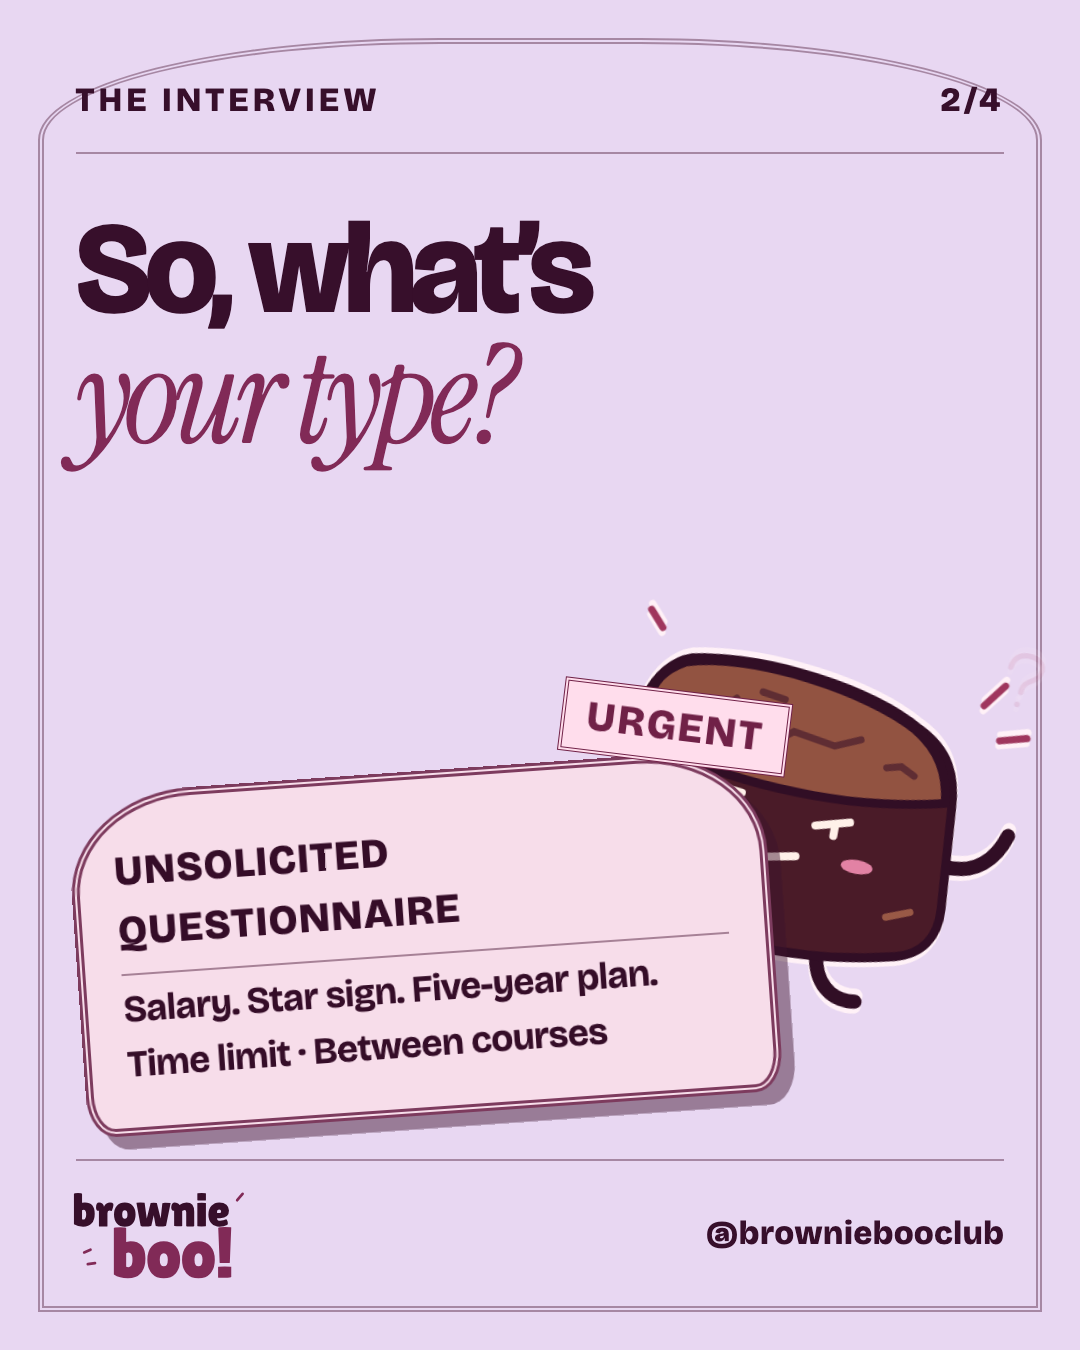 THE INTERVIEW
2/4
So, what's
your type?
?
URGENT
UNSOLICITED
QUESTIONNAIRE
Salary. Star sign. Five-year plan.
Time limit · Between courses
brownie
boo!
@browniebooclub